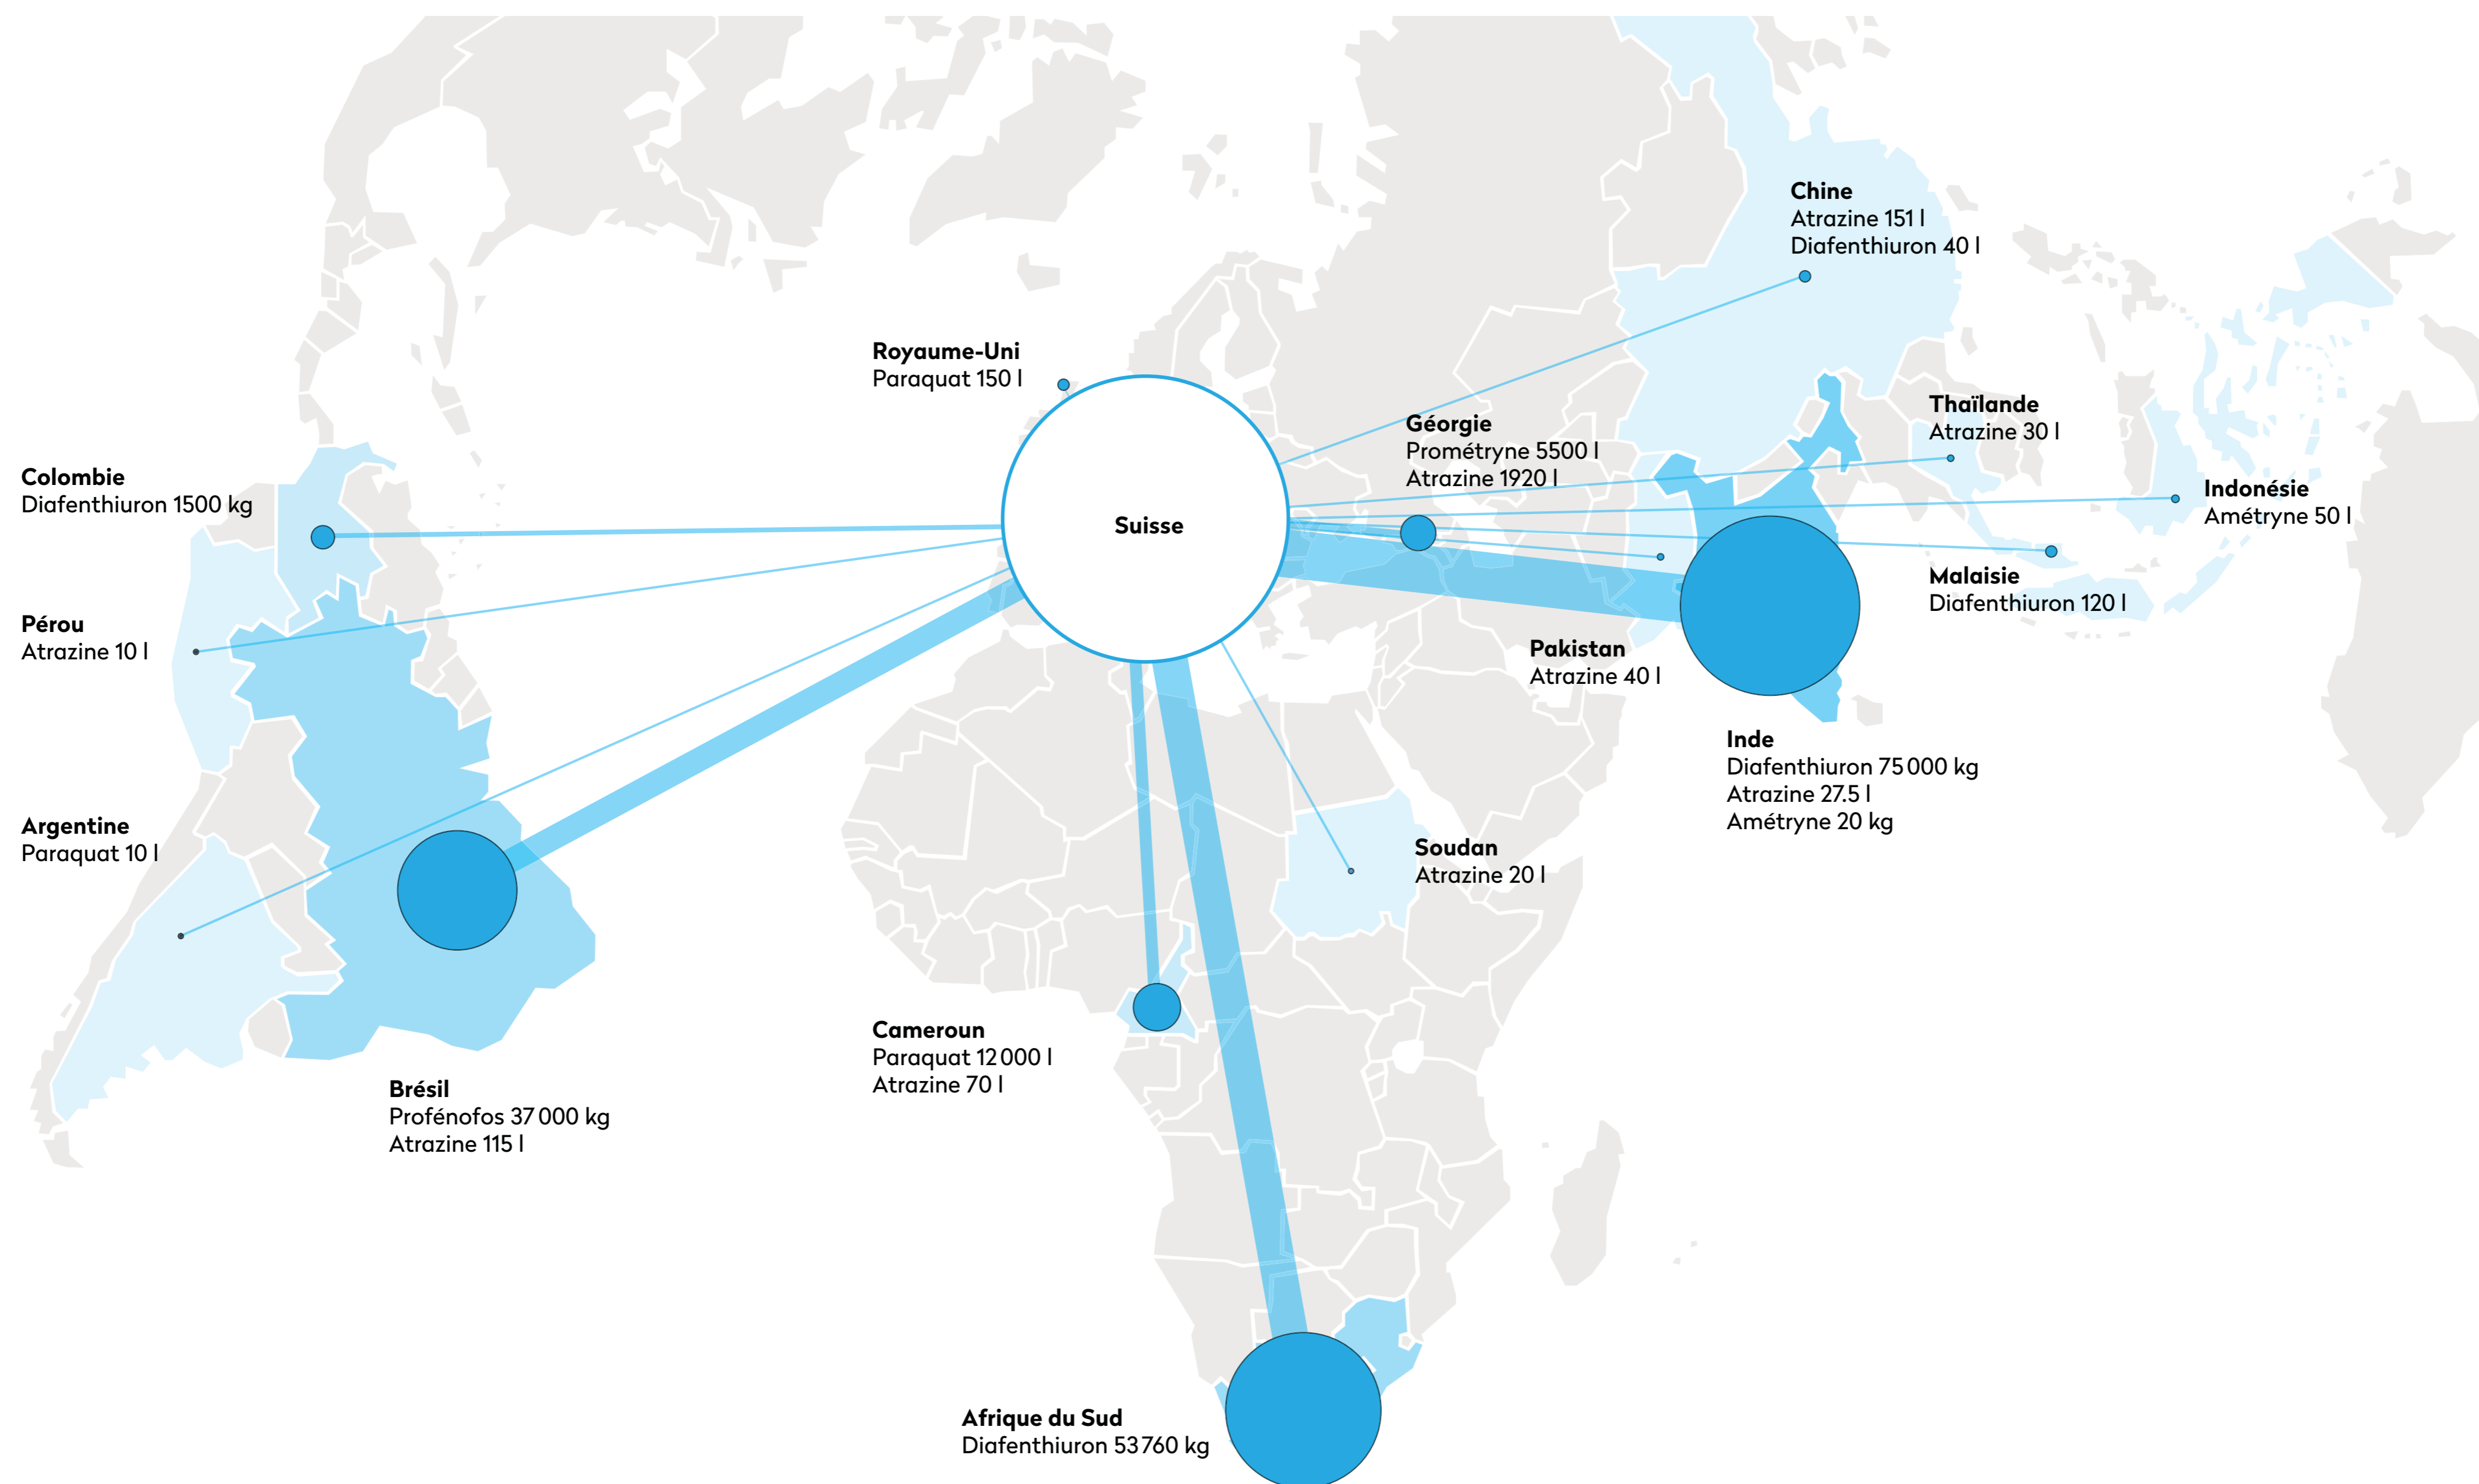 Chine
Atrazine 151 l
Diafenthiuron 40 l
Royaume-Uni
Paraquat 150 l
Géorgie
Prométryne 5500 l
Atrazine 1920 l
Thaïlande
Atrazine 30 l
Colombie
Diafenthiuron 1500 kg
Suisse
Indonésie
Amétryne 50 l
Malaisie
Diafenthiuron 120 l
Pérou
Atrazine 10 l
Pakistan
Atrazine 40 l
Inde
Diafenthiuron 75 000 kg
Atrazine 27.5 l
Amétryne 20 kg
Argentine
Paraquat 10 l
Soudan
Atrazine 20 l
Cameroun
Paraquat 12 000 l
Atrazine 70 l
Brésil
Profénofos 37 000 kg
Atrazine 115 l
Afrique du Sud
Diafenthiuron 53 760 kg